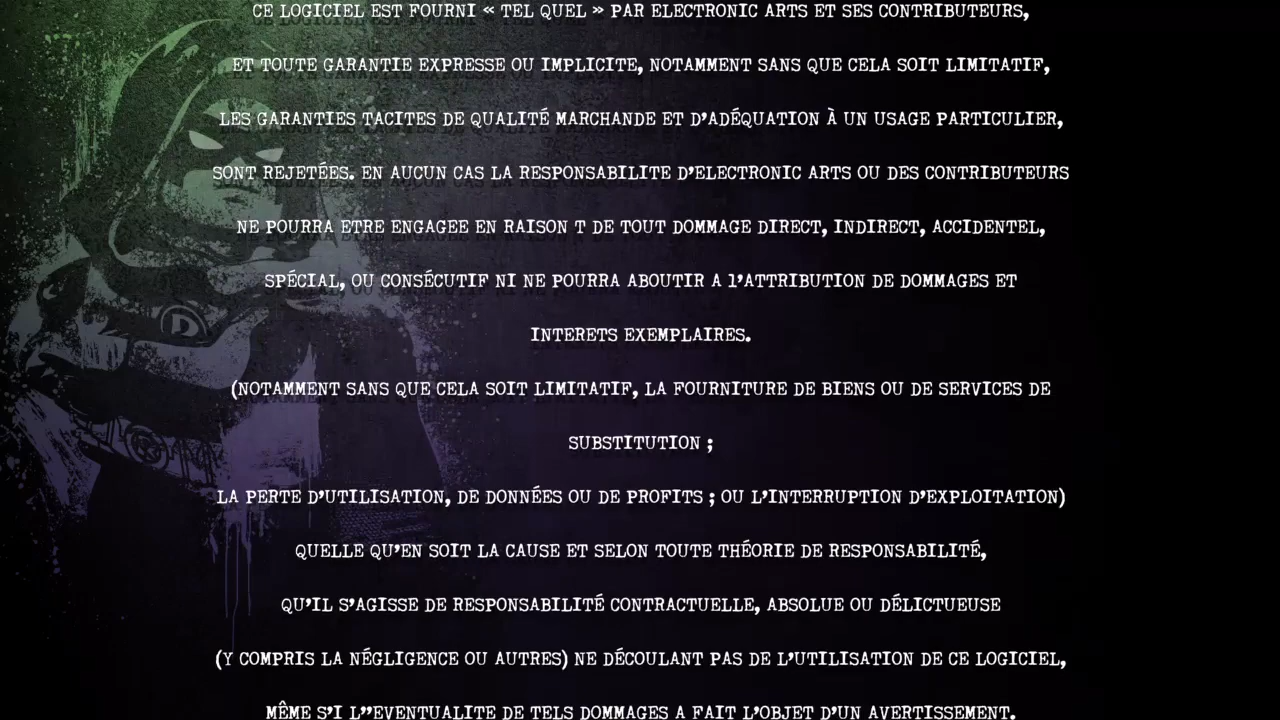 CE LOGICIEL EST FOURNI « TEL QUEL » PAR ELECTRONIC ARTS ET SES CONTRIBUTEURS,
ET TOUTE GARANTIE EXPRESSE OU IMPLICITE, NOTAMMENT SANS QUE CELA SOIT LIMITATIF,
LES GARANTIES TACITES DE QUALITÉ MARCHANDE ET D'ADÉQUATION À UN USAGE PARTICULIER,
SONT REJETÉES. EN AUCUN CAS LA RESPONSABILITE D'ELECTRONIC ARTS OU DES CONTRIBUTEURS
NE POURRA ETRE ENGAGEE EN RAISON T DE TOUT DOMMAGE DIRECT, INDIRECT, ACCIDENTEL,
SPÉCIAL, OU CONSÉCUTIF NI NE POURRA ABOUTIR A l'ATTRIBUTION DE DOMMAGES ET
INTERETS EXEMPLAIRES.
(NOTAMMENT SANS QUE CELA SOIT LIMITATIF, LA FOURNITURE DE BIENS OU DE SERVICES DE
SUBSTITUTION ;
LA PERTE D'UTILISATION, DE DONNÉES OU DE PROFITS ; OU L'INTERRUPTION D'EXPLOITATION)
QUELLE QU'EN SOIT LA CAUSE ET SELON TOUTE THÉORIE DE RESPONSABILITÉ,
QU'IL S'AGISSE DE RESPONSABILITÉ CONTRACTUELLE, ABSOLUE OU DÉLICTUEUSE
(Y COMPRIS LA NÉGLIGENCE OU AUTRES) NE DÉCOULANT PAS DE L'UTILISATION DE CE LOGICIEL,
MÊME S'I L''EVENTUALITE DE TELS DOMMAGES A FAIT L'OBJET D'UN AVERTISSEMENT.